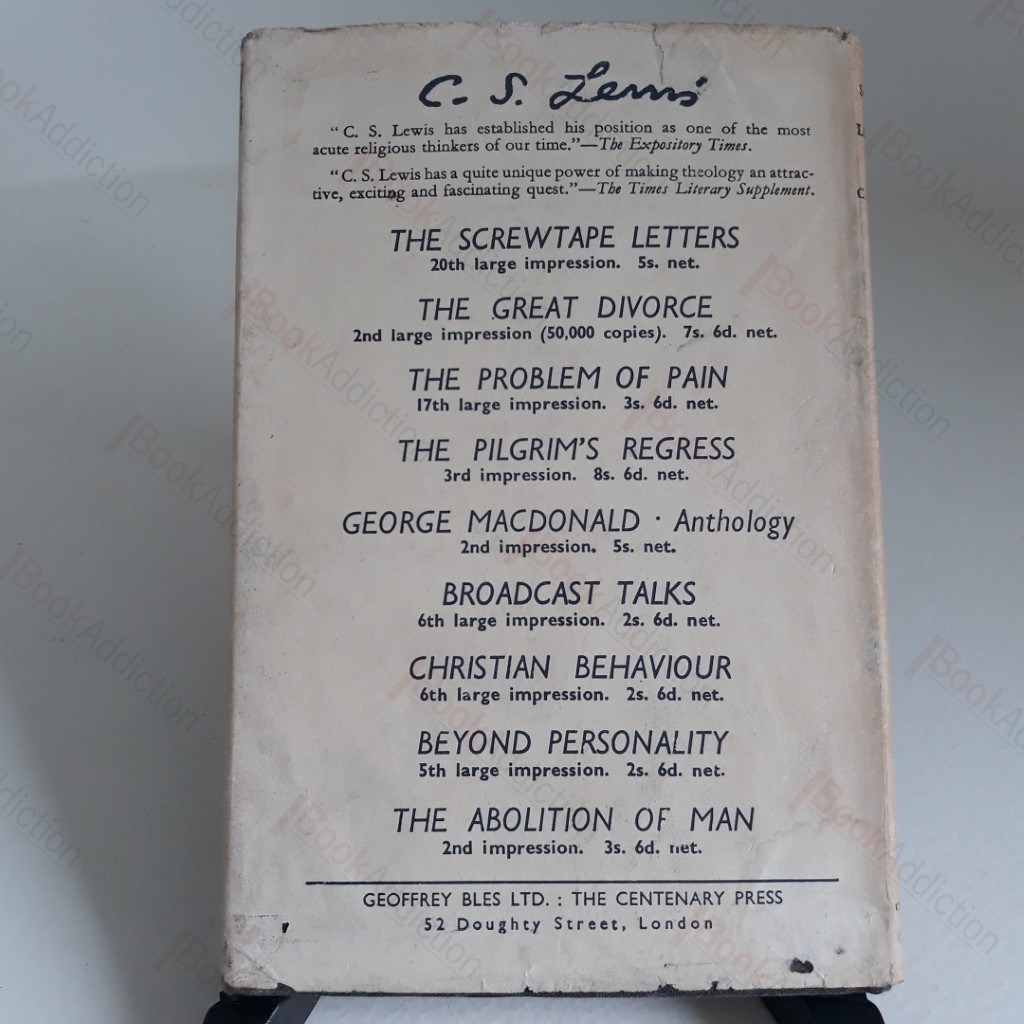 C. S. Lewis
"C. S. Lewis has established his position as one of the most
acute religious thinkers of our time."—The Expository Times.
"C. S. Lewis has a quite unique power of making theology an attrac-
tive, exciting and fascinating quest."—The Times Literary Supplement.
THE SCREWTAPE LETTERS
20th large impression. 5s. net.
THE GREAT DIVORCE
2nd large impression (50,000 copies). 7s. 6d. net.
THE PROBLEM OF PAIN
17th large impression. 3s. 6d. net.
THE PILGRIM'S REGRESS
3rd impression. 8s. 6d. net.
GEORGE MACDONALD · Anthology
2nd impression. 5s. net.
BROADCAST TALKS
6th large impression. 2s. 6d. net.
CHRISTIAN BEHAVIOUR
6th large impression. 2s. 6d. net.
BEYOND PERSONALITY
5th large impression. 2s. 6d. net.
THE ABOLITION OF MAN
2nd impression. 3s. 6d. net.
GEOFFREY BLES LTD. : THE CENTENARY PRESS
52 Doughty Street, London
BookAddiction